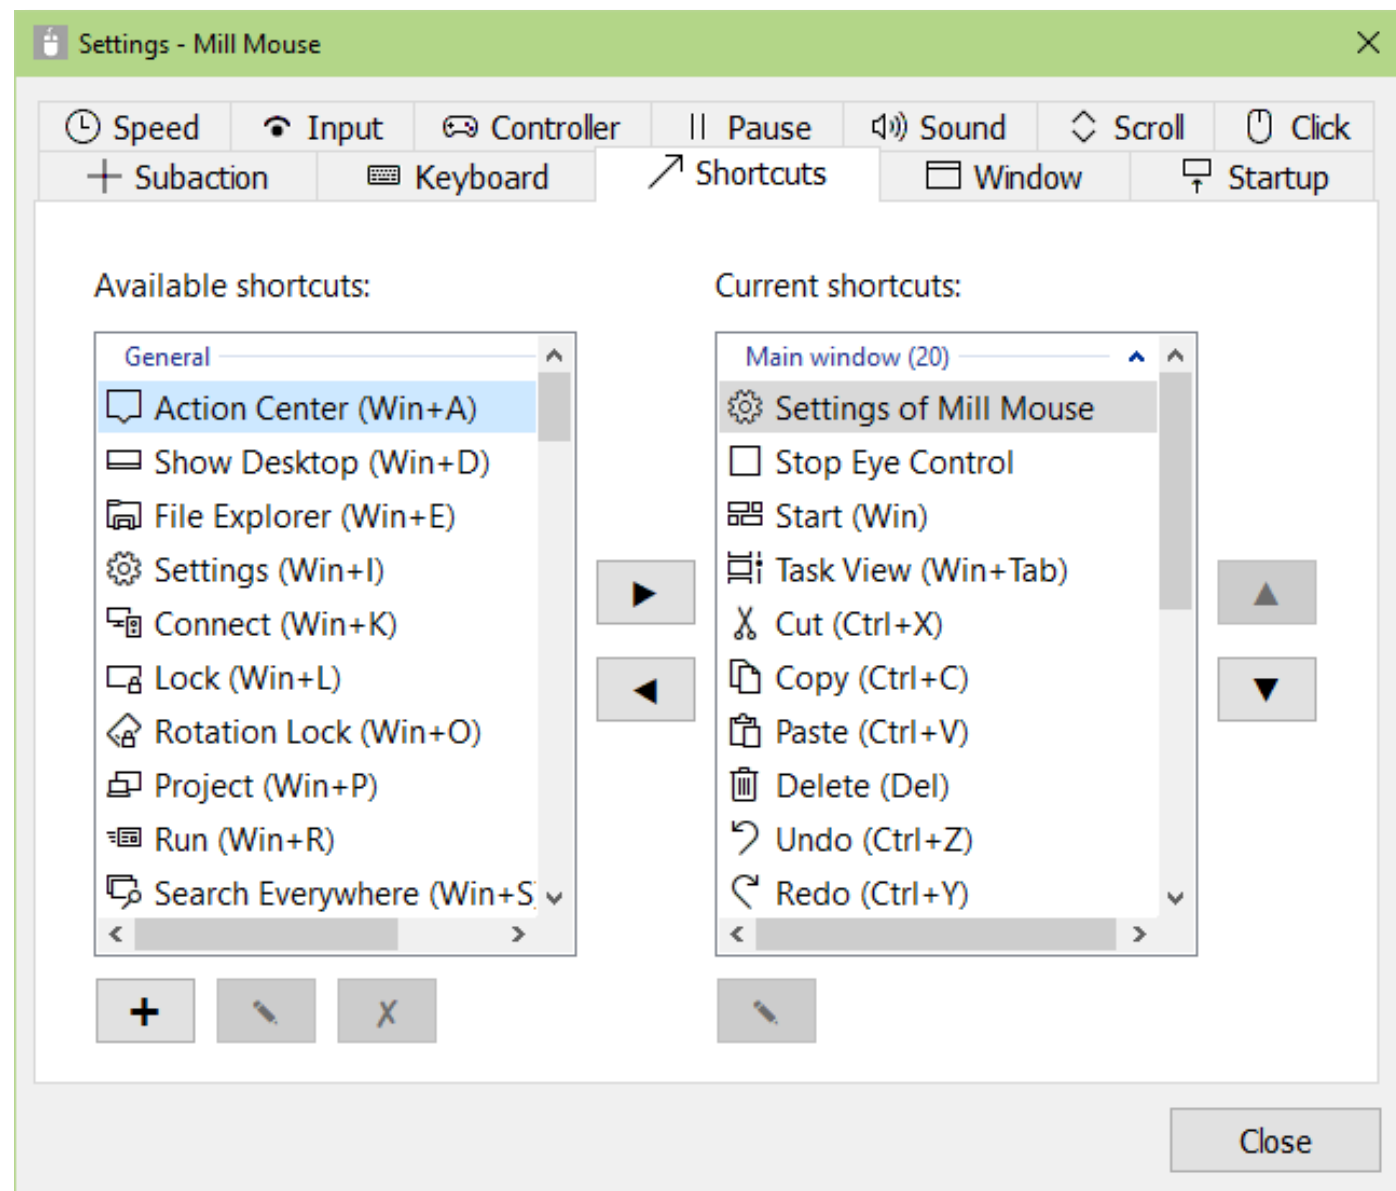 Settings - Mill Mouse
Speed Input Controller Pause Sound Scroll Click
Subaction Keyboard Shortcuts Window Startup
Available shortcuts:
General
Action Center (Win+A)
Show Desktop (Win+D)
File Explorer (Win+E)
Settings (Win+I)
Connect (Win+K)
Lock (Win+L)
Rotation Lock (Win+O)
Project (Win+P)
Run (Win+R)
Search Everywhere (Win+S
Current shortcuts:
Main window (20)
Settings of Mill Mouse
Stop Eye Control
Start (Win)
Task View (Win+Tab)
Cut (Ctrl+X)
Copy (Ctrl+C)
Paste (Ctrl+V)
Delete (Del)
Undo (Ctrl+Z)
Redo (Ctrl+Y)
Close